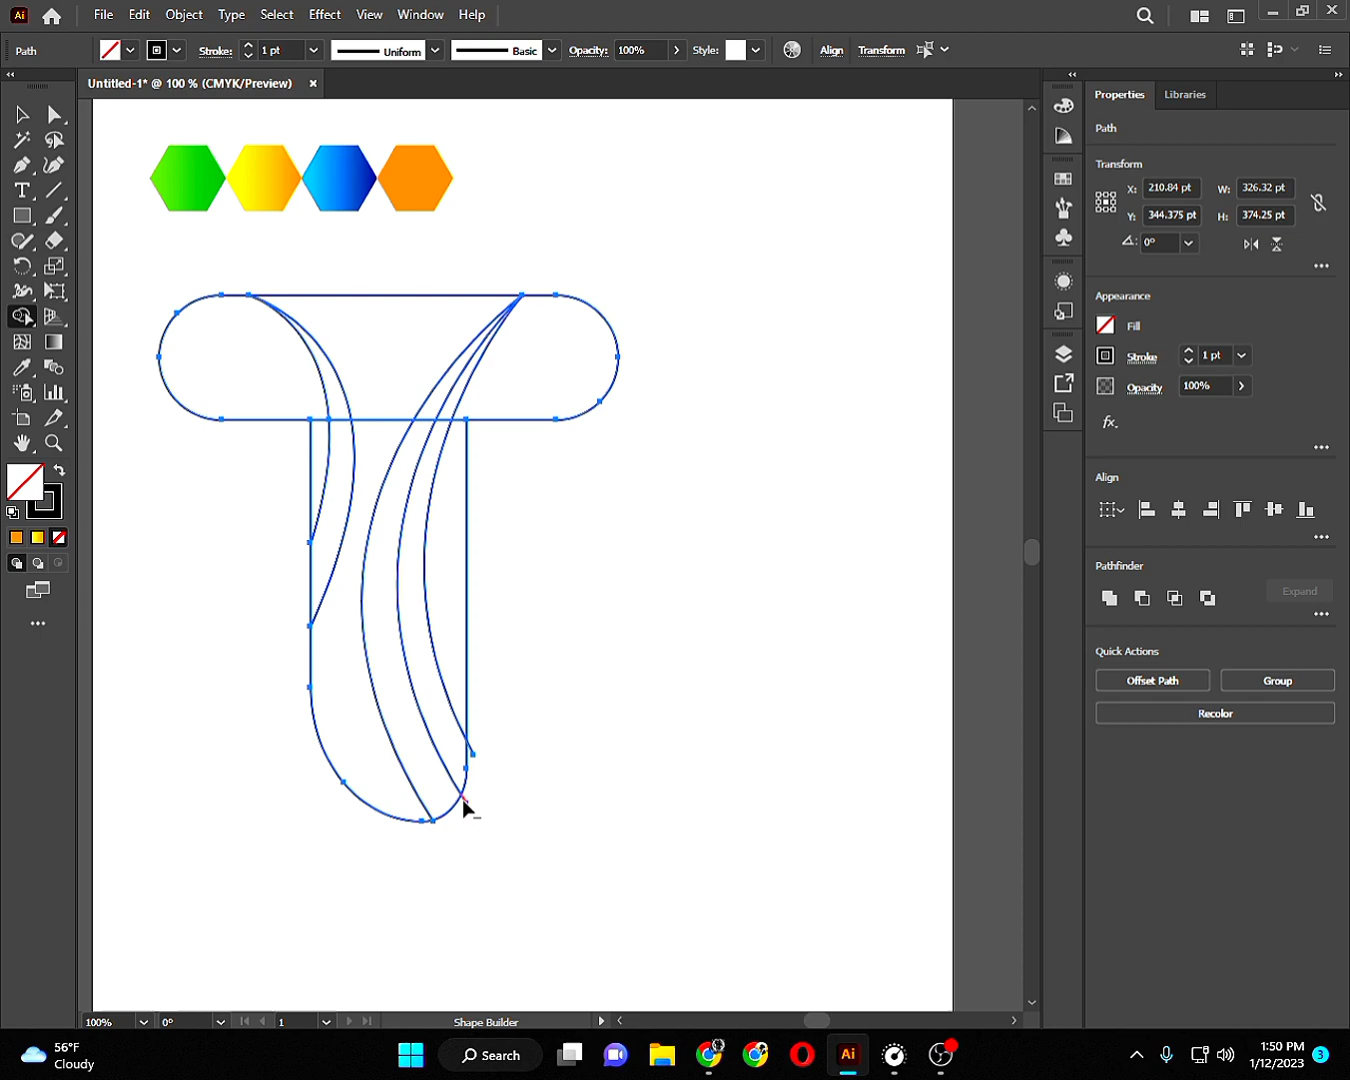 Ai File Edit Object Type Select Effect View Window Help
Path Stroke: 1 pt Uniform Basic Opacity: 100% Style: Align Transform
Untitled-1* @ 100 % (CMYK/Preview) ×
Properties Libraries
Path
Transform
X: 210.84 pt W: 326.32 pt
Y: 344.375 pt H: 374.25 pt
0°
Appearance
Fill
Stroke 1 pt
Opacity 100%
fx.
Align
Pathfinder
Expand
Quick Actions
Offset Path Group
Recolor
T
100% 0° 1 Shape Builder
56°F
Cloudy
Search
Ai
1:50 PM
1/12/2023
3